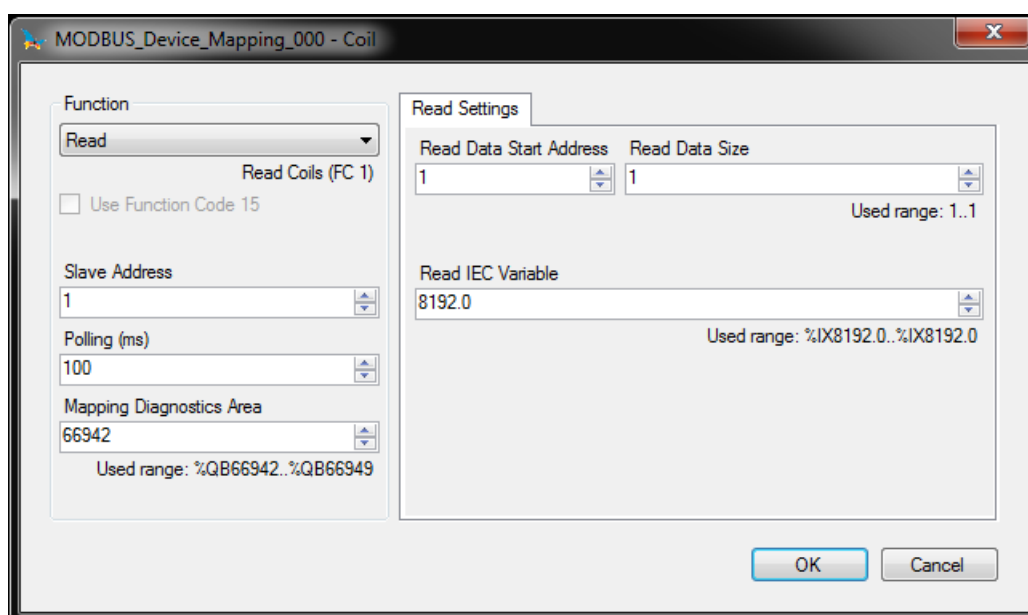 MODBUS_Device_Mapping_000 - Coil
Function
Read
Read Coils (FC 1)
Use Function Code 15
Slave Address
1
Polling (ms)
100
Mapping Diagnostics Area
66942
Used range: %QB66942..%QB66949
Read Settings
Read Data Start Address Read Data Size
1 1
Used range: 1..1
Read IEC Variable
8192.0
Used range: %IX8192.0..%IX8192.0
OK Cancel